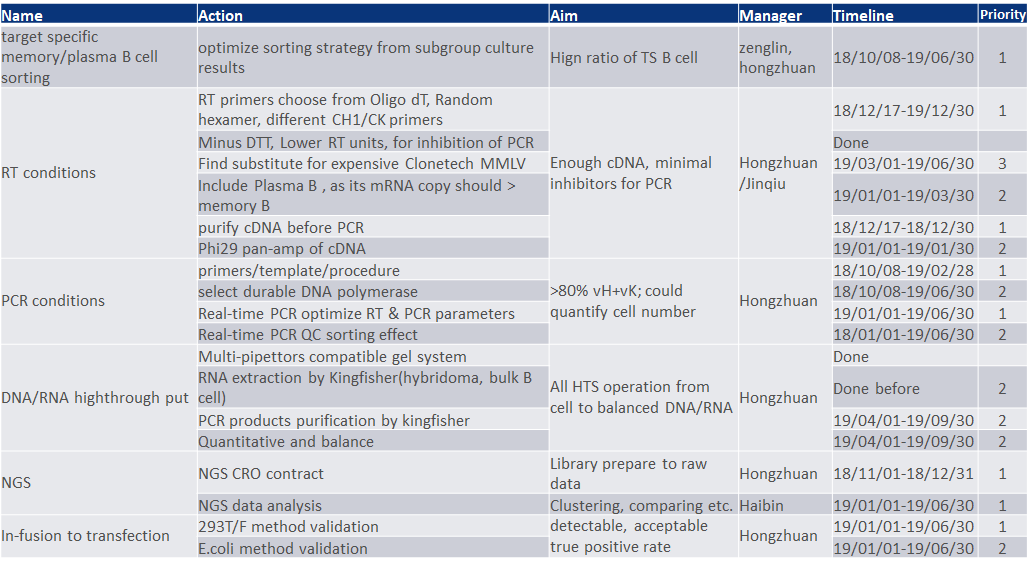 Name Action Aim Manager Timeline Priority
target specific
memory/plasma B cell
sorting
optimize sorting strategy from subgroup culture
results
Hign ratio of TS B cell
zenglin,
hongzhuan
18/10/08-19/06/30 1
RT conditions
RT primers choose from Oligo dT, Random
hexamer, different CH1/CK primers
18/12/17-19/12/30 1
Minus DTT, Lower RT units, for inhibition of PCR
Done
Find substitute for expensive Clonetech MMLV
19/03/01-19/06/30 3
Include Plasma B , as its mRNA copy should >
memory B
19/01/01-19/03/30 2
purify cDNA before PCR
18/12/17-18/12/30 1
Phi29 pan-amp of cDNA
19/01/01-19/01/30 2
Enough cDNA, minimal
inhibitors for PCR
Hongzhuan
/Jinqiu
PCR conditions
primers/template/procedure
18/10/08-19/02/28 1
select durable DNA polymerase
18/10/08-19/06/30 2
Real-time PCR optimize RT & PCR parameters
19/01/01-19/06/30 1
Real-time PCR QC sorting effect
18/01/01-19/06/30 2
>80% vH+vK; could
quantify cell number
Hongzhuan
DNA/RNA highthrough put
Multi-pipettors compatible gel system
Done
RNA extraction by Kingfisher(hybridoma, bulk B
cell)
Done before 2
PCR products purification by kingfisher
19/04/01-19/09/30 2
Quantitative and balance
19/04/01-19/09/30 2
All HTS operation from
cell to balanced DNA/RNA
Hongzhuan
NGS
NGS CRO contract
Library prepare to raw
data
Hongzhuan
18/11/01-18/12/31 1
NGS data analysis
Clustering, comparing etc.
Haibin
19/01/01-19/06/30 1
In-fusion to transfection
293T/F method validation
19/01/01-19/06/30 1
E.coli method validation
19/01/01-19/06/30 2
detectable, acceptable
true positive rate
Hongzhuan